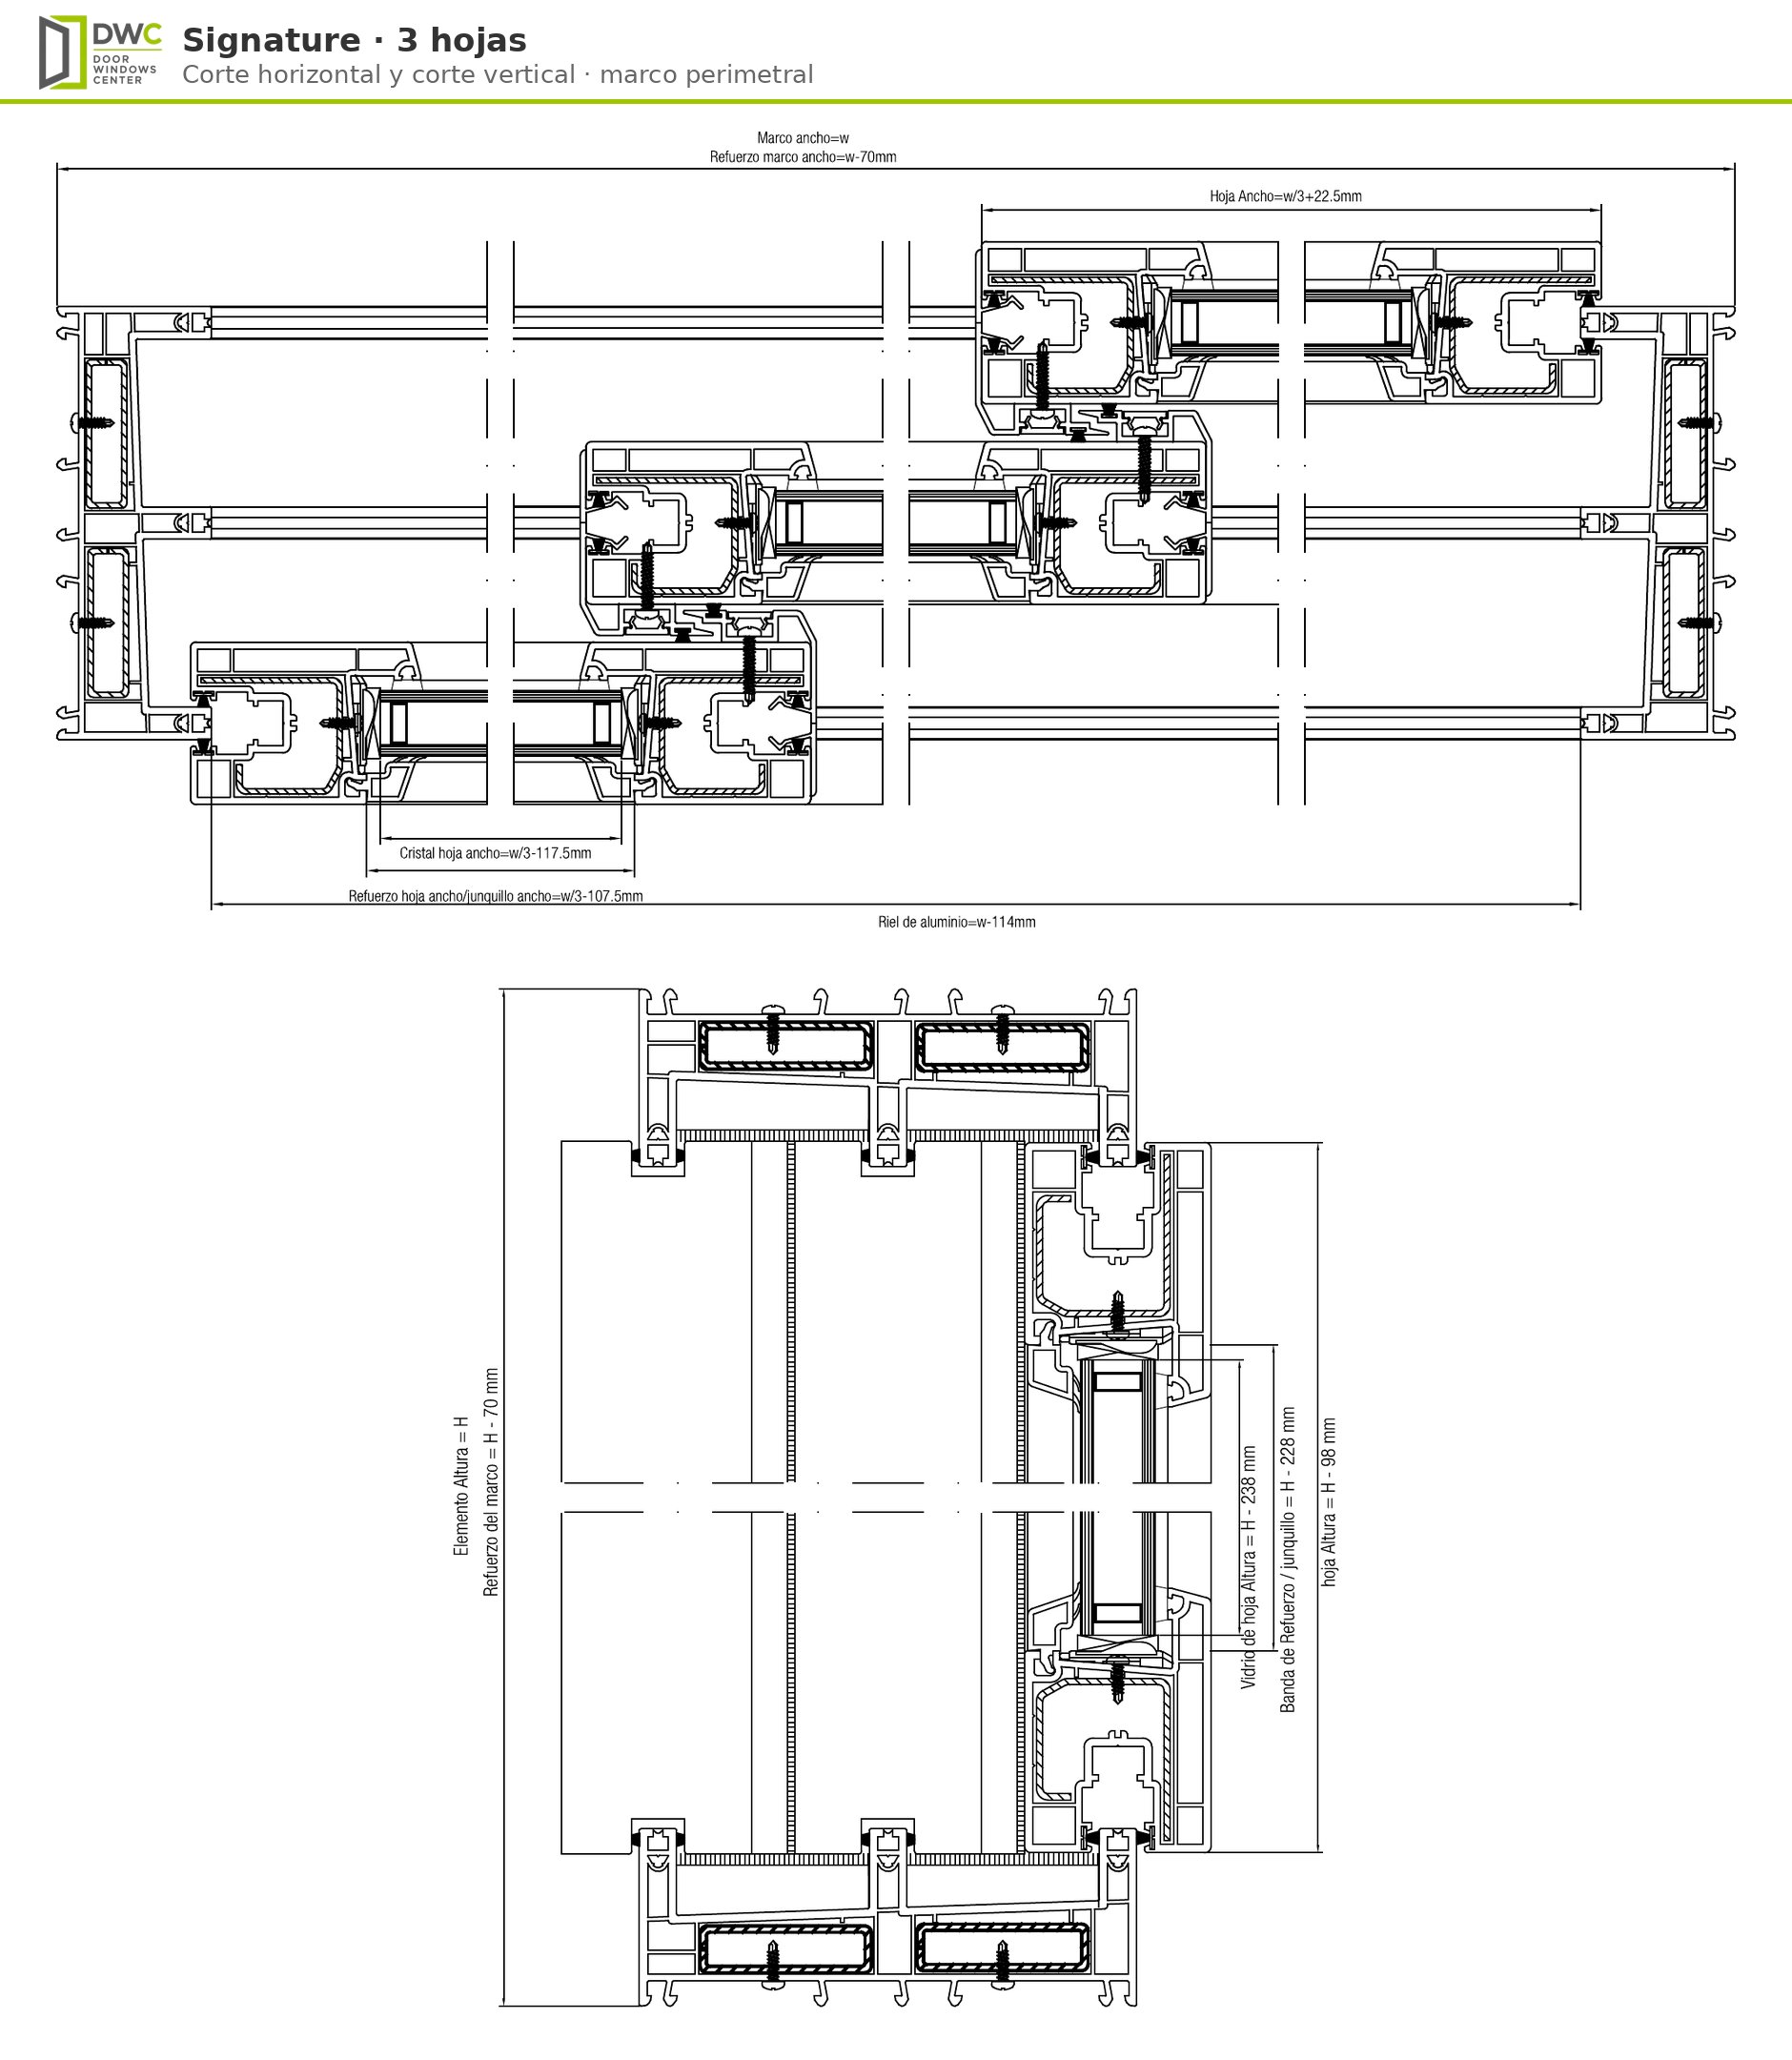 DWC
DOOR
WINDOWS
CENTER
Signature · 3 hojas
Corte horizontal y corte vertical · marco perimetral
Marco ancho=w
Refuerzo marco ancho=w-70mm
Hoja Ancho=w/3+22.5mm
Cristal hoja ancho=w/3-117.5mm
Refuerzo hoja ancho/junquillo ancho=w/3-107.5mm
Riel de aluminio=w-114mm
Elemento Altura = H
Refuerzo del marco = H - 70 mm
Vidrio de hoja Altura = H - 238 mm
Banda de Refuerzo / junquillo = H - 228 mm
hoja Altura = H - 98 mm